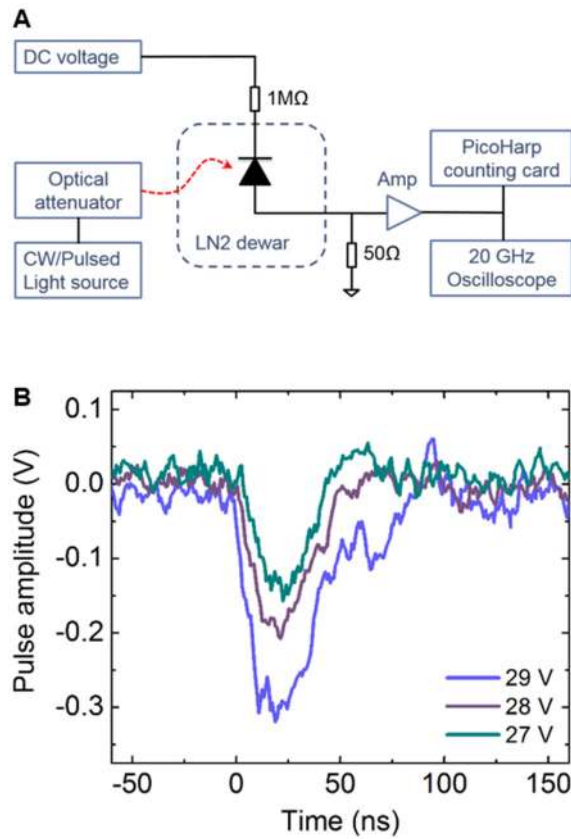 A
DC voltage
1MΩ
Optical
attenuator
CW/Pulsed
Light source
LN2 dewar
Amp
50Ω
PicoHarp
counting card
20 GHz
Oscilloscope
B
Pulse amplitude (V)
0.1
0.0
-0.1
-0.2
-0.3
29 V
28 V
27 V
-50 0 50 100 150
Time (ns)